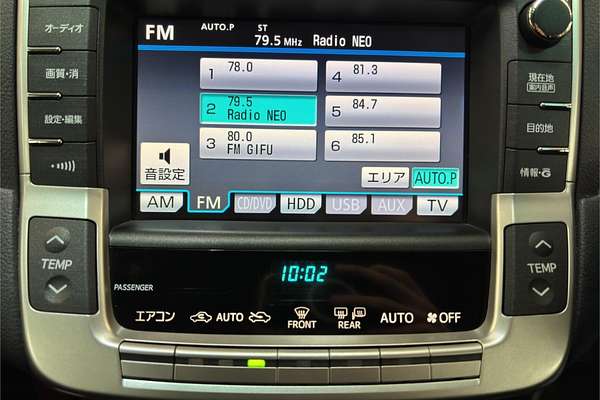 オーディオ
画質・消
設定・編集
FM AUTO.P ST 79.5 MHz Radio NEO
1 78.0
2 79.5 Radio NEO
3 80.0 FM GIFU
4 81.3
5 84.7
6 85.1
音設定
エリア AUTO.P
AM FM CD/DVD HDD USB AUX TV
現在地
案内音声
目的地
情報・
TEMP
10:02
TEMP
PASSENGER
エアコン AUTO FRONT REAR AUTO OFF